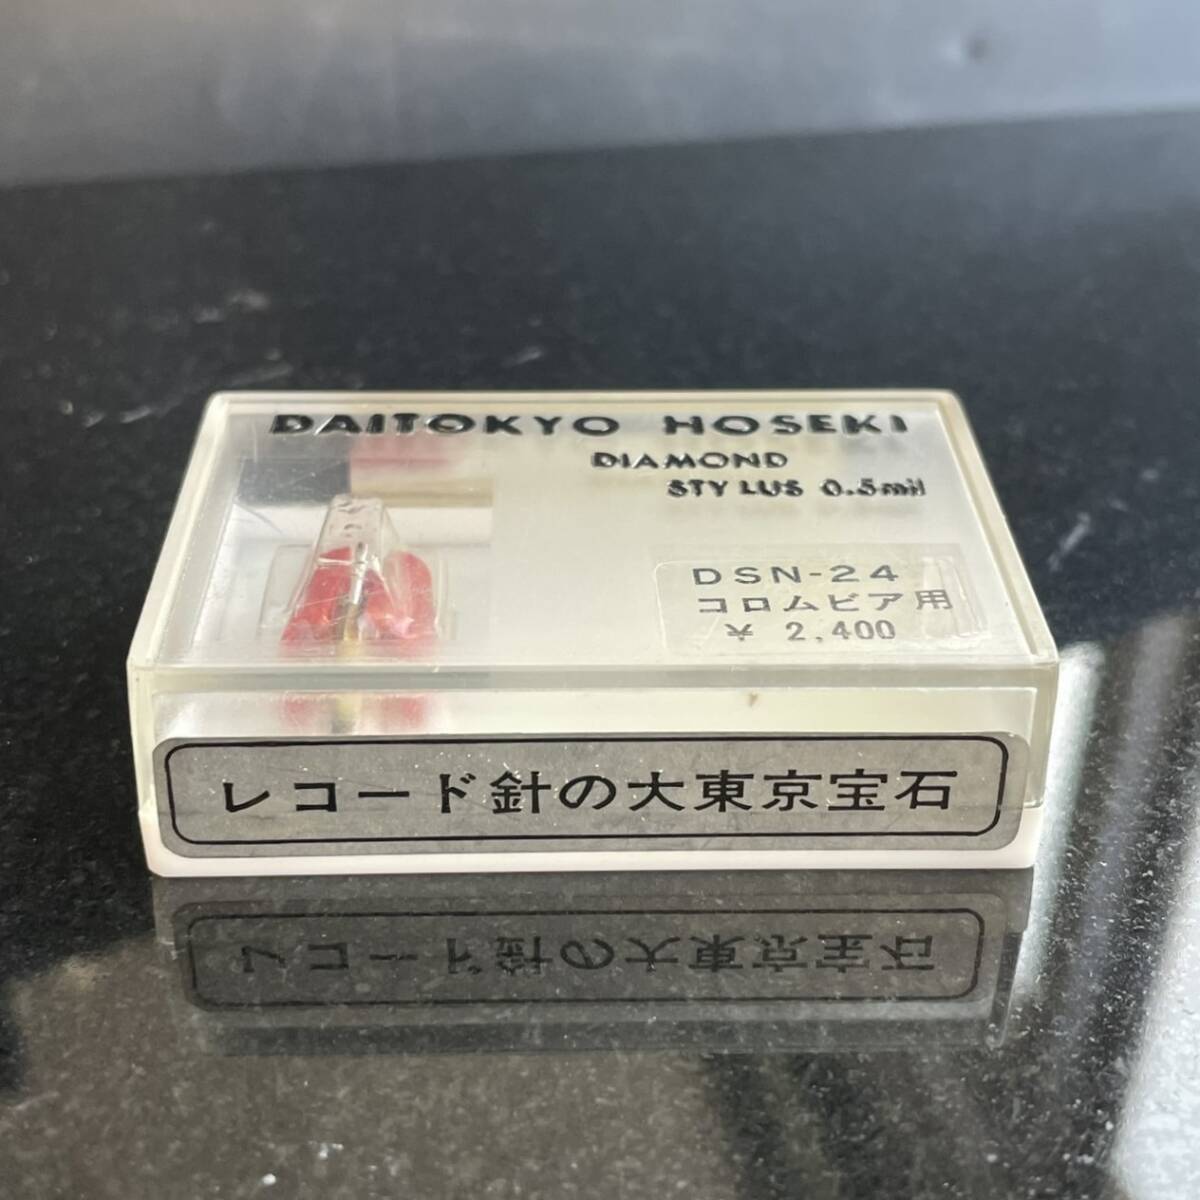 DAITOKYO HOSEKI
DIAMOND
STYLUS 0.5mil
DSN-24
コロムビア用
¥ 2,400
レコード針の大東京宝石